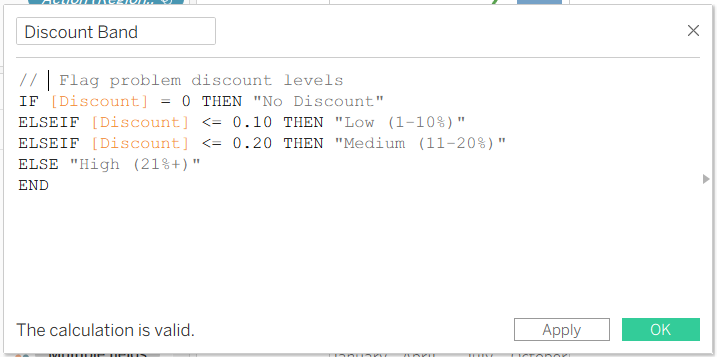 Discount Band
// Flag problem discount levels
IF [Discount] = 0 THEN "No Discount"
ELSEIF [Discount] <= 0.10 THEN "Low (1-10%)"
ELSEIF [Discount] <= 0.20 THEN "Medium (11-20%)"
ELSE "High (21%+)"
END
The calculation is valid.
Apply
OK